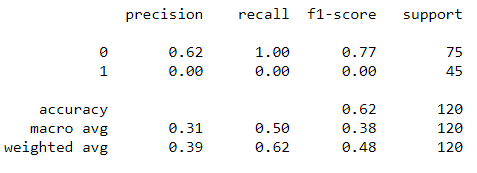 precision recall f1-score support
0 0.62 1.00 0.77 75
1 0.00 0.00 0.00 45
accuracy 0.62 120
macro avg 0.31 0.50 0.38 120
weighted avg 0.39 0.62 0.48 120